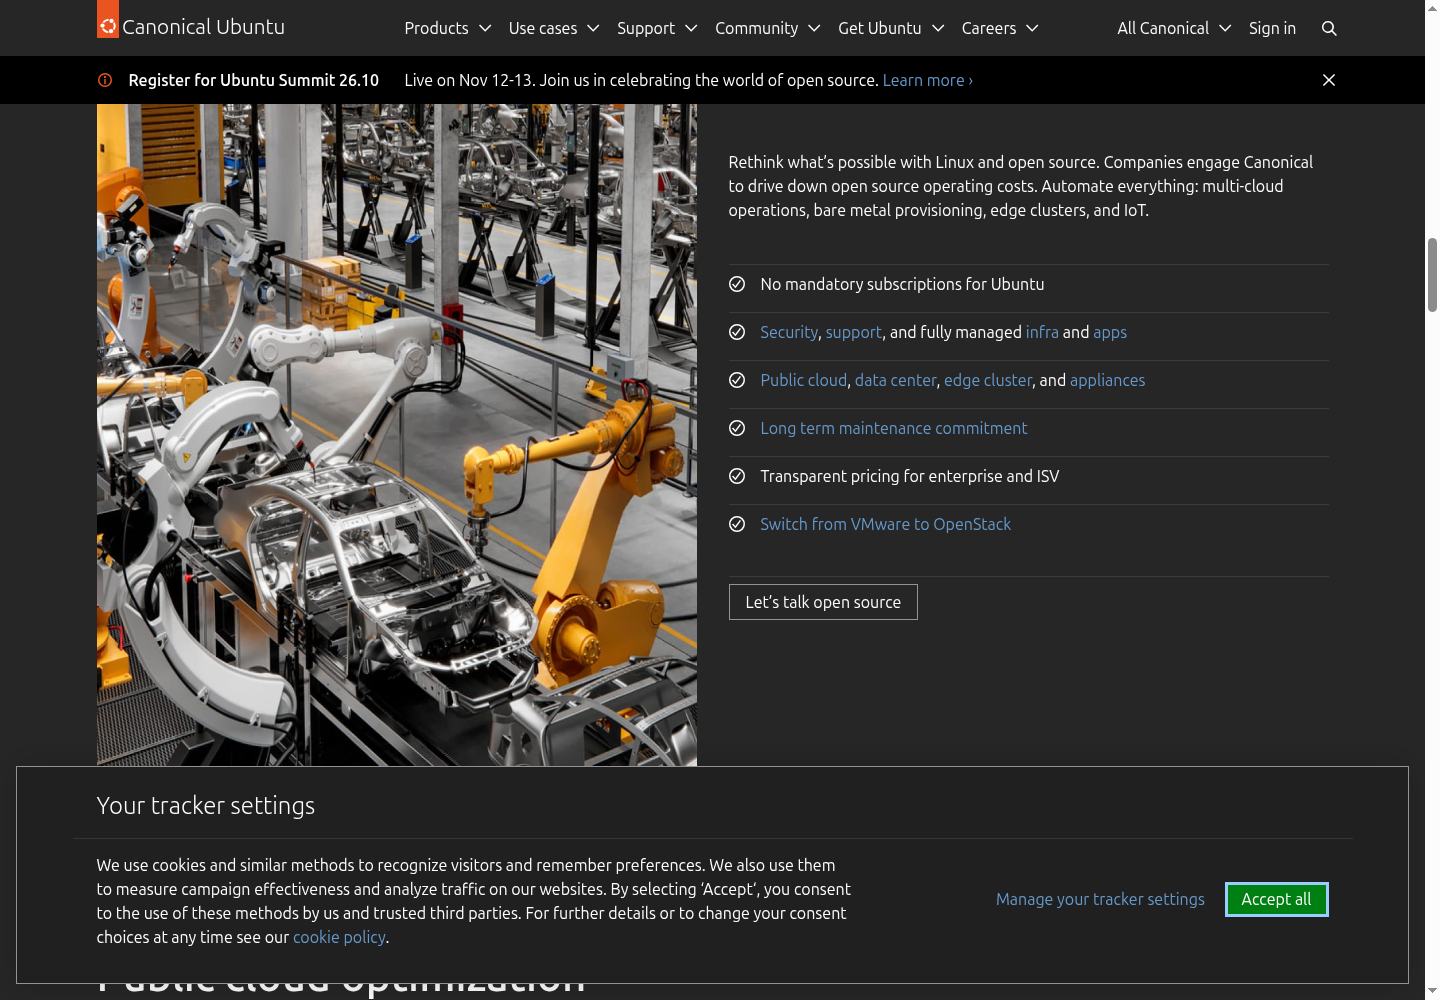 Canonical Ubuntu
Products
Use cases
Support
Community
Get Ubuntu
Careers
All Canonical
Sign in
Register for Ubuntu Summit 26.10
Live on Nov 12-13. Join us in celebrating the world of open source. Learn more ›
Rethink what’s possible with Linux and open source. Companies engage Canonical
to drive down open source operating costs. Automate everything: multi-cloud
operations, bare metal provisioning, edge clusters, and IoT.
No mandatory subscriptions for Ubuntu
Security, support, and fully managed infra and apps
Public cloud, data center, edge cluster, and appliances
Long term maintenance commitment
Transparent pricing for enterprise and ISV
Switch from VMware to OpenStack
Let’s talk open source
Your tracker settings
We use cookies and similar methods to recognize visitors and remember preferences. We also use them
to measure campaign effectiveness and analyze traffic on our websites. By selecting ‘Accept‘, you consent
to the use of these methods by us and trusted third parties. For further details or to change your consent
choices at any time see our cookie policy.
Manage your tracker settings
Accept all
Public cloud optimization